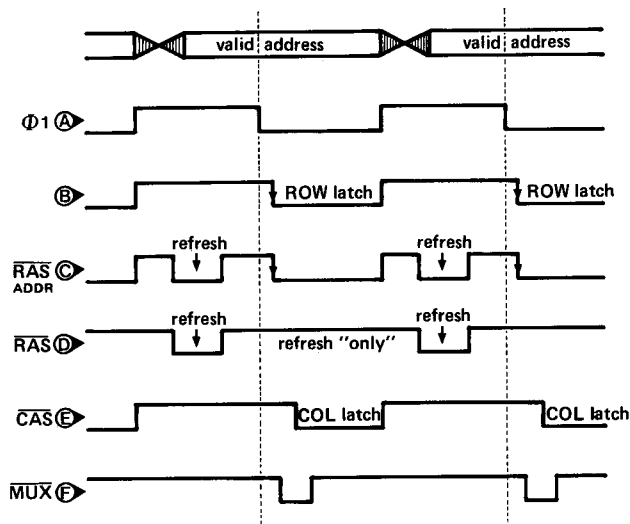 valid address valid address
Φ1 A
B ROW latch ROW latch
refresh refresh
RAS C
ADDR
refresh refresh
RAS D refresh "only"
CAS E COL latch COL latch
MUX F